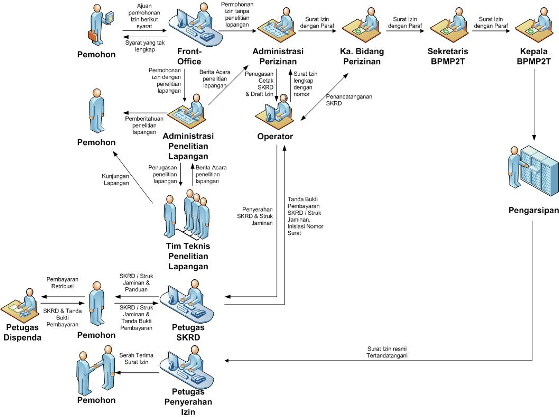 Ajuan
permohonan
Izin berikut
syarat
Syarat yang tak
lengkap
Pemohon
Front-
Office
Permohonan
Izin tanpa
penelitian
lapangan
Administrasi
Perizinan
Surat Izin
dengan Paraf
Ka. Bidang
Perizinan
Surat Izin
dengan Paraf
Sekretaris
BPMP2T
Surat Izin
dengan Paraf
Kepala
BPMP2T
Permohonan
Izin dengan
penelitian
lapangan
Berita Acara
penelitian
lapangan
Penugasan
Cetak
SKRD
& Draft Izin
Surat Izin
lengkap
dengan
nomor
Penandatanganan
SKRD
Pemohon
Pemberitahuan
penelitian
lapangan
Administrasi
Penelitian
Lapangan
Operator
Kunjungan
Lapangan
Penugasan
penelitian
lapangan
Berita Acara
penelitian
lapangan
Tim Teknis
Penelitian
Lapangan
Penyerahan
SKRD & Struk
Jaminan
Tanda Bukti
Pembayaran
SKRD / Struk
Jaminan,
Inisiasi Nomor
Surat
Pengarsipan
Pembayaran
Retribusi
SKRD & Tanda
Bukti
Pembayaran
Petugas
Dispenda
Pemohon
SKRD / Struk
Jaminan &
Panduan
SKRD / Struk
Jaminan &
Tanda Bukti
Pembayaran
Petugas
SKRD
Surat Izin resmi
Tertandatangani
Serah Terima
Surat Izin
Pemohon
Petugas
Penyerahan
Izin